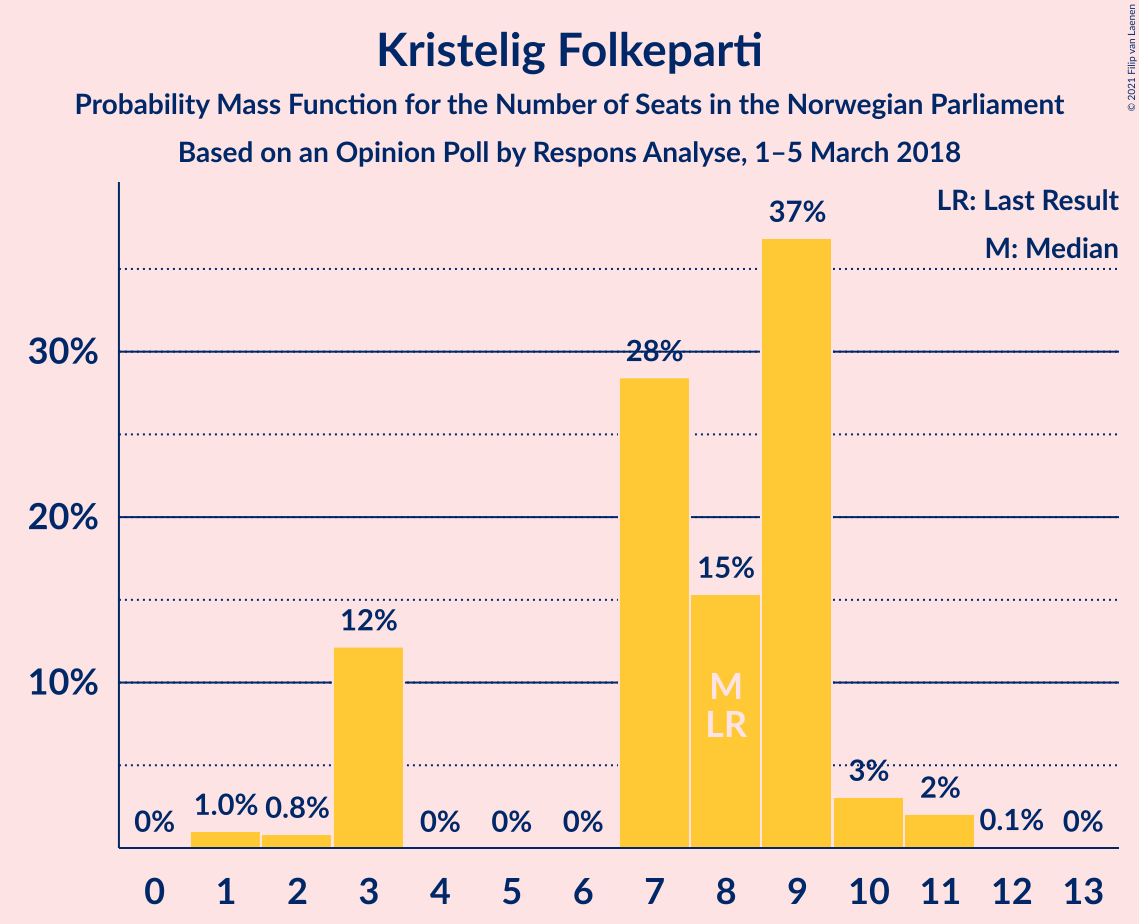 Kristelig Folkeparti
Probability Mass Function for the Number of Seats in the Norwegian Parliament
Based on an Opinion Poll by Respons Analyse, 1–5 March 2018
© 2021 Filip van Laenen
LR: Last Result
M: Median
30%
20%
10%
0%
1.0%
0.8%
12%
0%
0%
0%
28%
15%
37%
3%
2%
0.1%
0%
M
LR
0 1 2 3 4 5 6 7 8 9 10 11 12 13